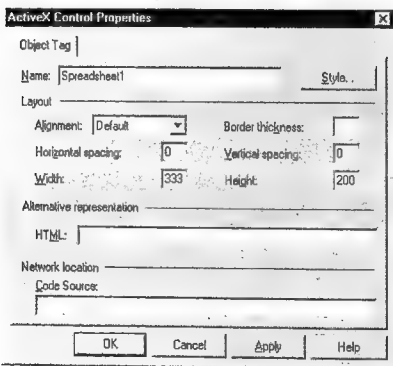 ActiveX Control Properties
Object Tag
Name: Spreadsheet1 Style..
Layout
Alignment: Default Border thickness:
Horizontal spacing: 0 Vertical spacing: 0
Width: 333 Height: 200
Alternative representation
HTML:
Network location
Code Source:
OK Cancel Apply Help